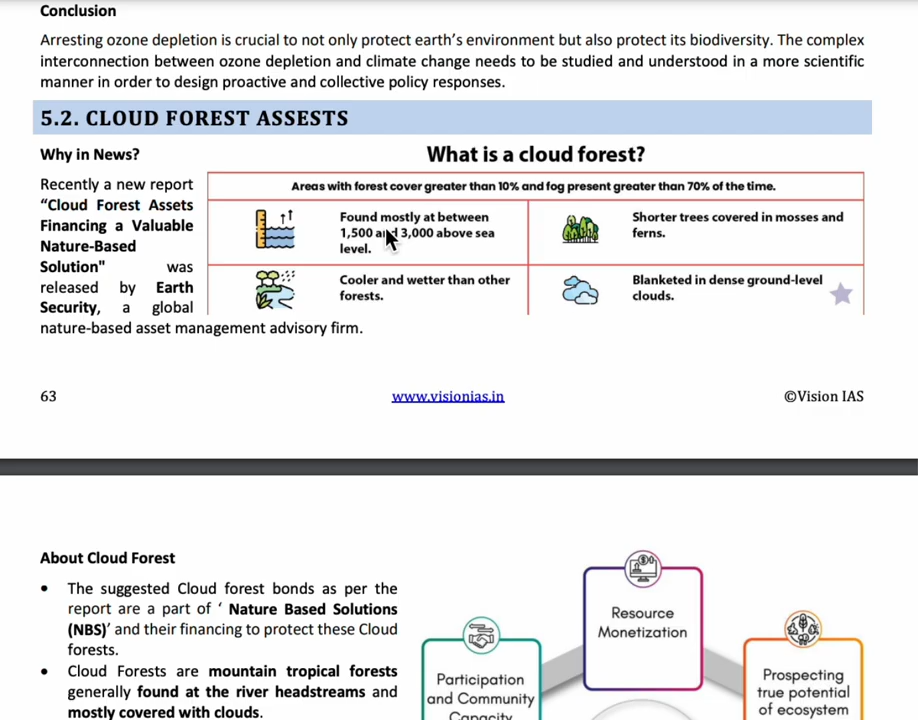 Conclusion
Arresting ozone depletion is crucial to not only protect earth's environment but also protect its biodiversity. The complex
interconnection between ozone depletion and climate change needs to be studied and understood in a more scientific
manner in order to design proactive and collective policy responses.
5.2. CLOUD FOREST ASSESTS
Why in News?
Recently a new report
"Cloud Forest Assets
Financing a Valuable
Nature-Based
Solution" was
released by Earth
Security, a global
nature-based asset management advisory firm.
What is a cloud forest?
Areas with forest cover greater than 10% and fog present greater than 70% of the time.
Found mostly at between
1,500 and 3,000 above sea
level.
Shorter trees covered in mosses and
ferns.
Cooler and wetter than other
forests.
Blanketed in dense ground-level
clouds.
63
www.visionias.in
©Vision IAS
About Cloud Forest
• The suggested Cloud forest bonds as per the
report are a part of ' Nature Based Solutions
(NBS)' and their financing to protect these Cloud
forests.
• Cloud Forests are mountain tropical forests
generally found at the river headstreams and
mostly covered with clouds.
Resource
Monetization
Participation
and Community
Capacity
Prospecting
true potential
of ecosystem